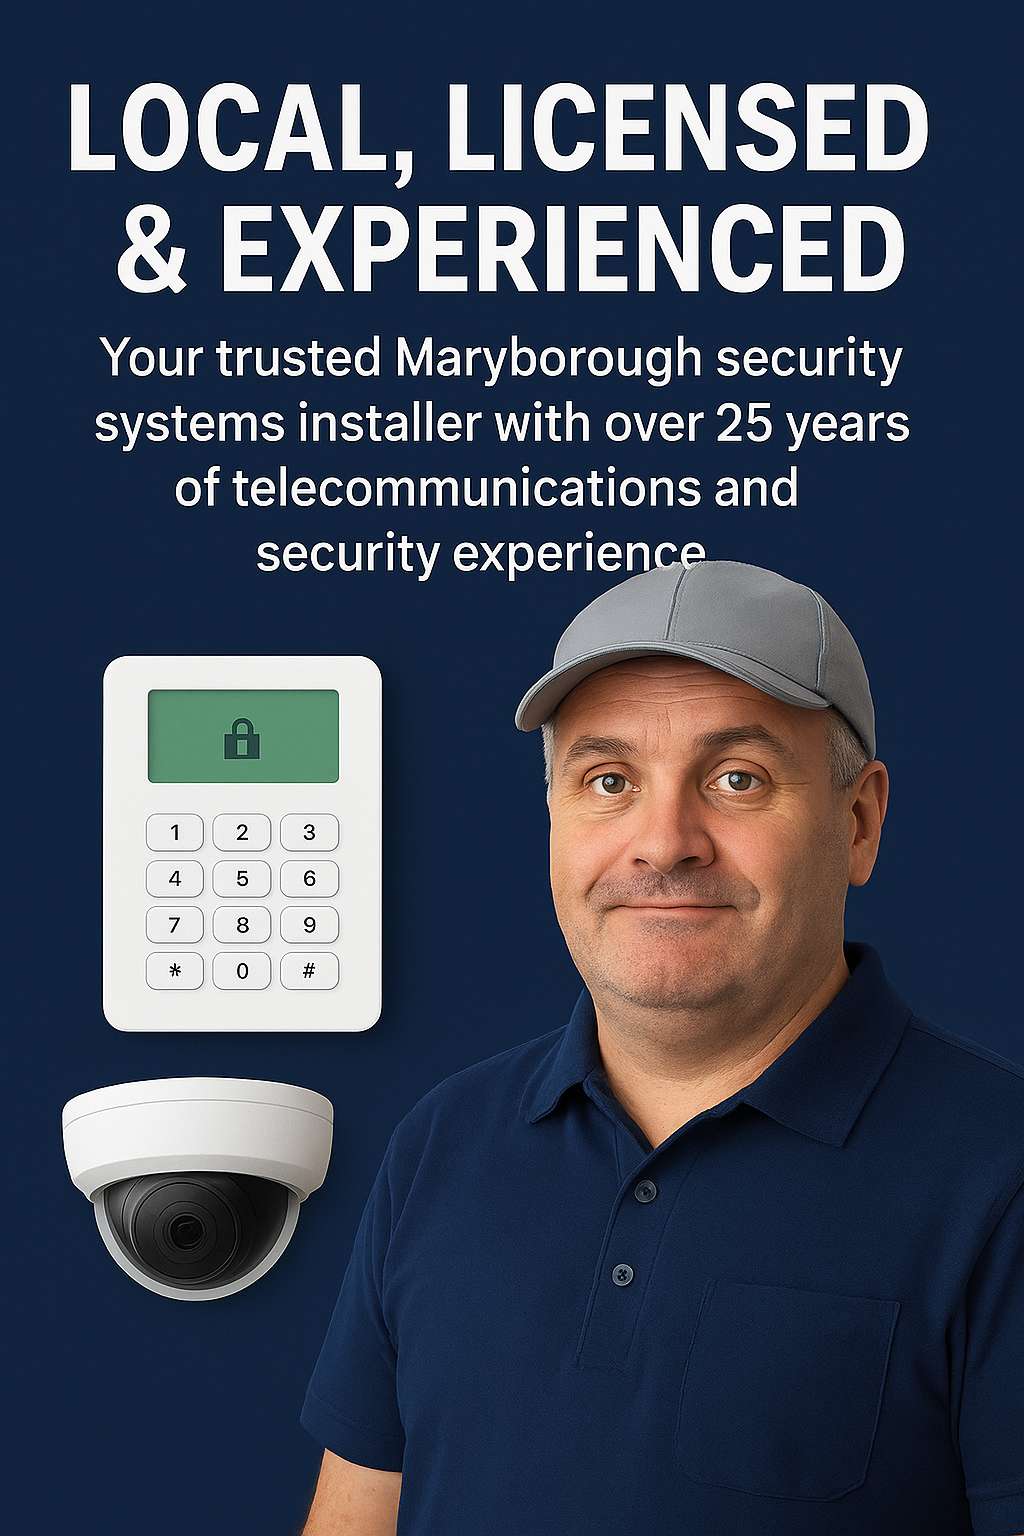 LOCAL, LICENSED
& EXPERIENCED
Your trusted Maryborough security
systems installer with over 25 years
of telecommunications and
security experience
1 2 3
4 5 6
7 8 9
* 0 #